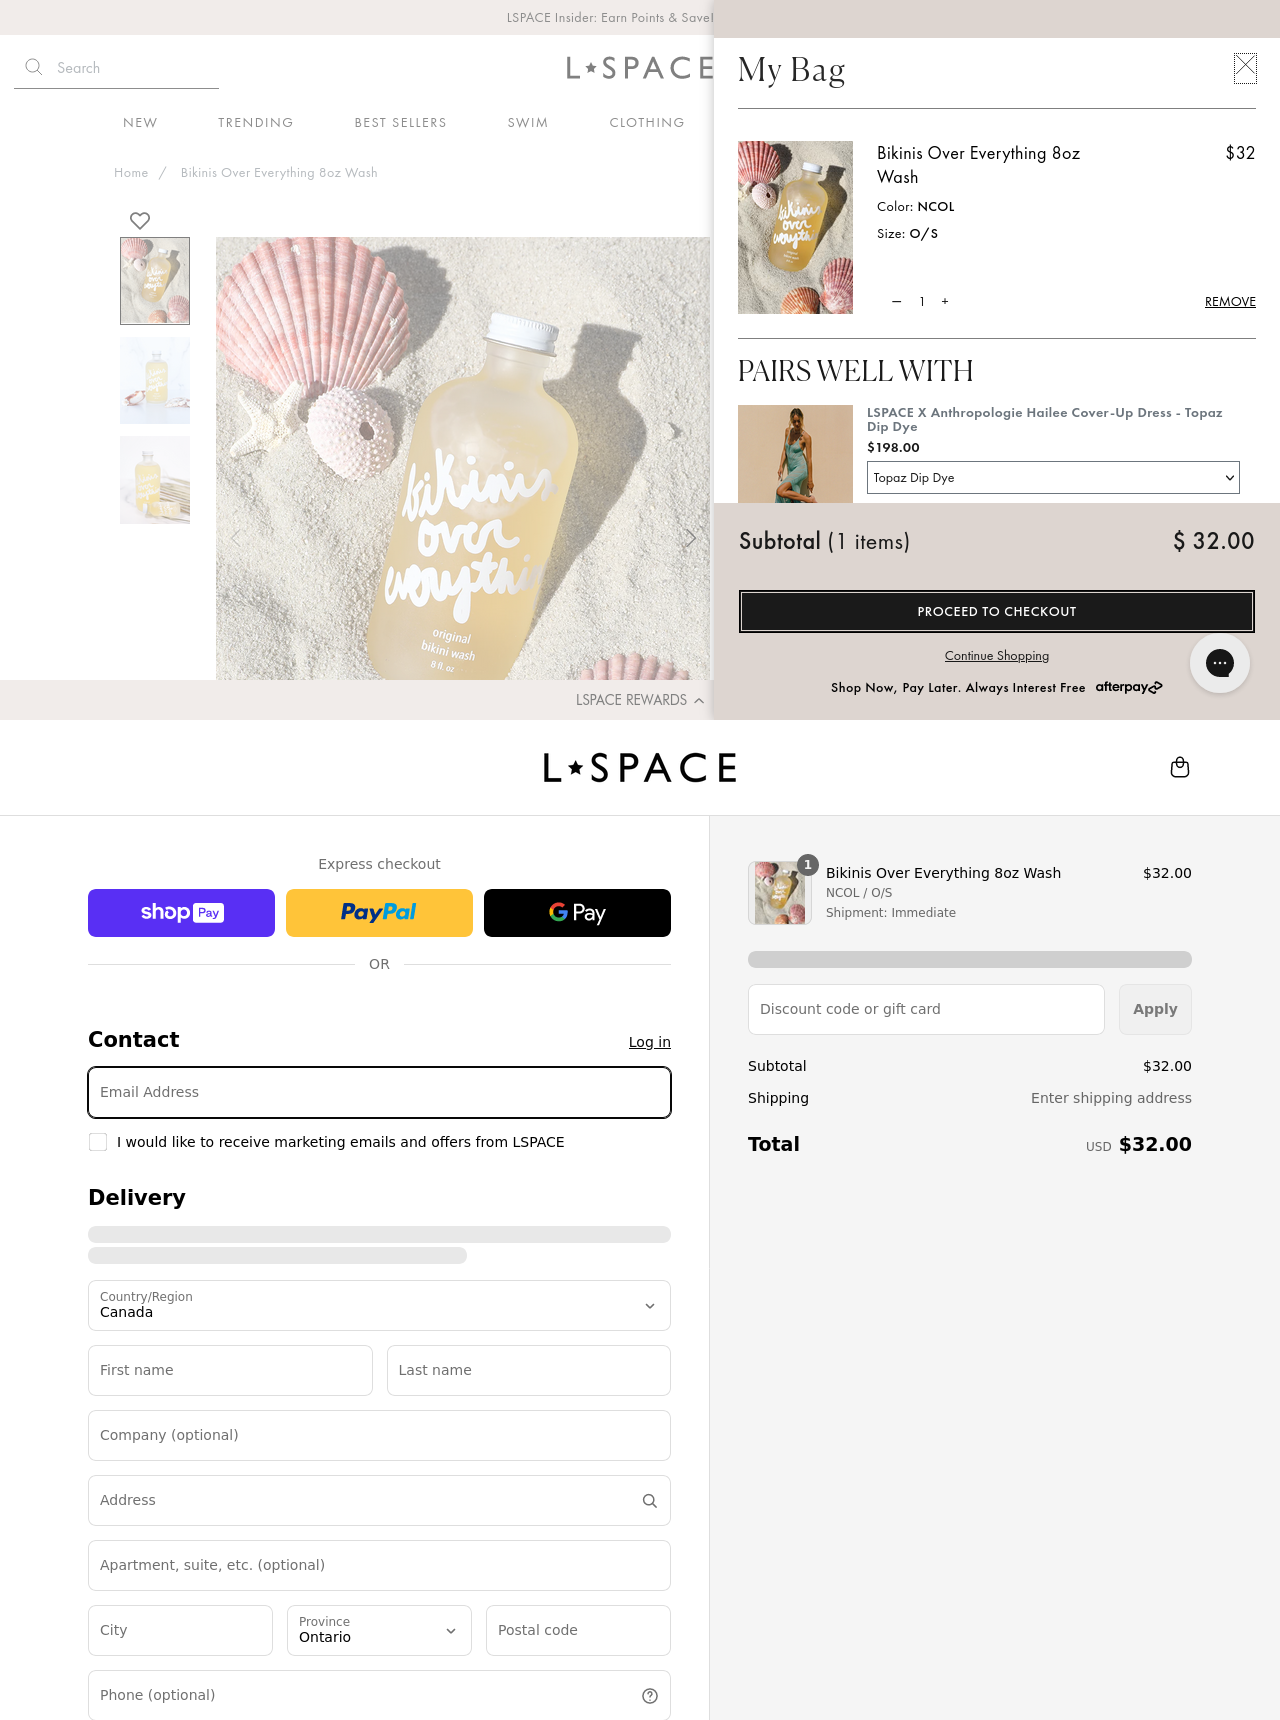 LSPACE Insider: Earn Points & Save
Search
L★SPACE
NEW
TRENDING
BEST SELLERS
SWIM
CLOTHING
Home / Bikinis Over Everything 8oz Wash
bikinis
over
everything
original
bikini wash
8 fl oz
LSPACE REWARDS
My Bag
Bikinis Over Everything 8oz
Wash
$32
Color: NCOL
Size: O/S
– 1 +
REMOVE
PAIRS WELL WITH
LSPACE X Anthropologie Hailee Cover-Up Dress - Topaz
Dip Dye
$198.00
Topaz Dip Dye
Subtotal (1 items)
$ 32.00
PROCEED TO CHECKOUT
Continue Shopping
Shop Now, Pay Later. Always Interest Free afterpay
L★SPACE
Express checkout
shop Pay
PayPal
G Pay
OR
Contact
Log in
Email Address
I would like to receive marketing emails and offers from LSPACE
Delivery
Country/Region
Canada
First name
Last name
Company (optional)
Address
Apartment, suite, etc. (optional)
City
Province
Ontario
Postal code
Phone (optional)
1
Bikinis Over Everything 8oz Wash
$32.00
NCOL / O/S
Shipment: Immediate
Discount code or gift card
Apply
Subtotal
$32.00
Shipping
Enter shipping address
Total
USD $32.00